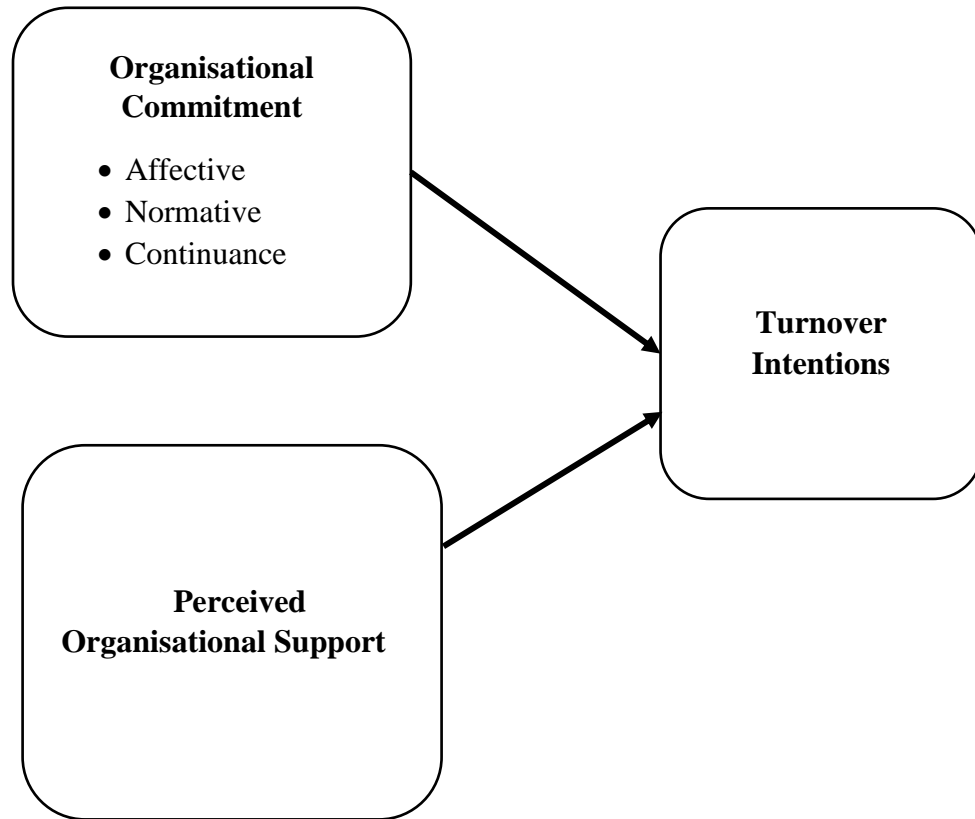 Organisational
Commitment
• Affective
• Normative
• Continuance
Turnover
Intentions
Perceived
Organisational Support